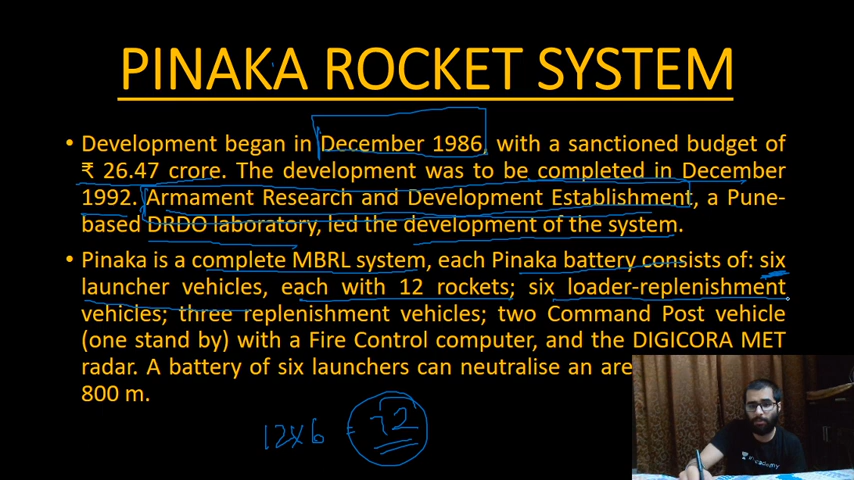 PINAKA ROCKET SYSTEM
• Development began in December 1986, with a sanctioned budget of
₹ 26.47 crore. The development was to be completed in December
1992. Armament Research and Development Establishment, a Pune-
based DRDO laboratory, led the development of the system.
• Pinaka is a complete MBRL system, each Pinaka battery consists of: six
launcher vehicles, each with 12 rockets; six loader-replenishment
vehicles; three replenishment vehicles; two Command Post vehicle
(one stand by) with a Fire Control computer, and the DIGICORA MET
radar. A battery of six launchers can neutralise an
800 m.
12x6 = 72